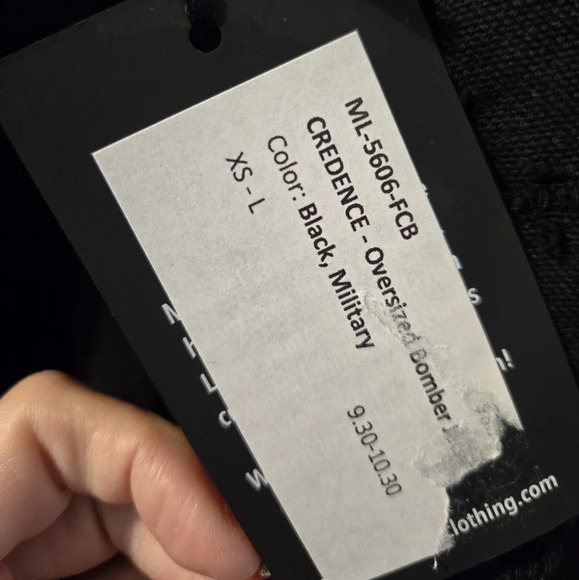 ML-5606-FCB
CREDENCE - Oversized Bomber
Color: Black, Military
XS - L
9.30-10.30
lothing.com